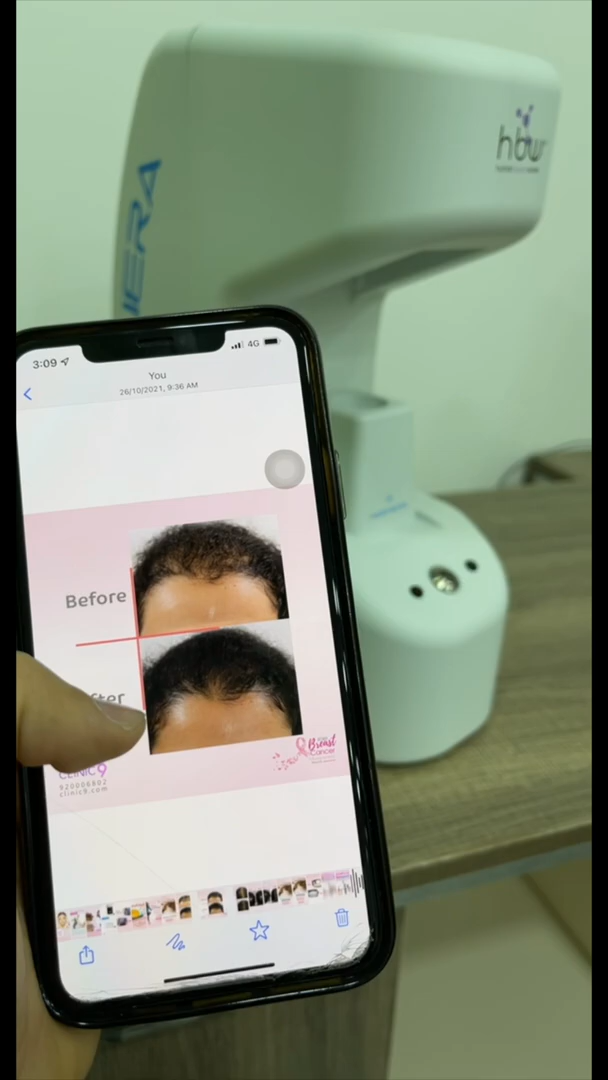 hbw
3:09
4G
You
26/10/2021, 9:36 AM
Before
CLINIC9
920006802
clinic9.com
Breast
Cancer